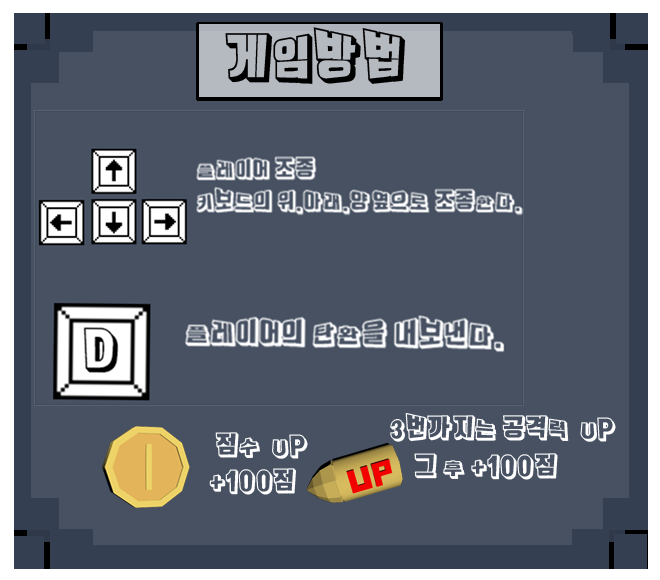 게임방법
플레이어 조종
키보드의 위,아래,양옆으로 조종한다.
D
플레이어의 탄환을 내보낸다.
점수 UP
+100점
UP
3번까지는 공격력 UP
그 후 +100점